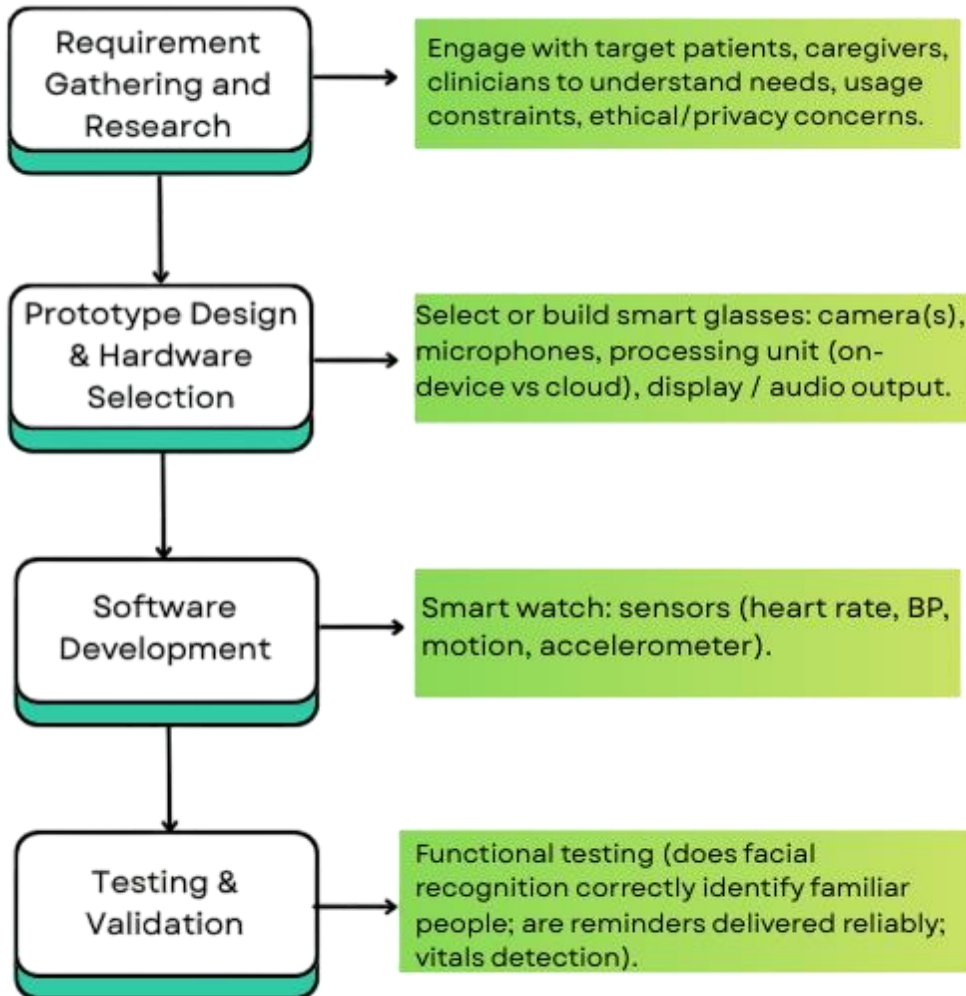 Requirement
Gathering and
Research
Engage with target patients, caregivers,
clinicians to understand needs, usage
constraints, ethical/privacy concerns.
Prototype Design
& Hardware
Selection
Select or build smart glasses: camera(s),
microphones, processing unit (on-
device vs cloud), display / audio output.
Software
Development
Smart watch: sensors (heart rate, BP,
motion, accelerometer).
Testing &
Validation
Functional testing (does facial
recognition correctly identify familiar
people; are reminders delivered reliably;
vitals detection).